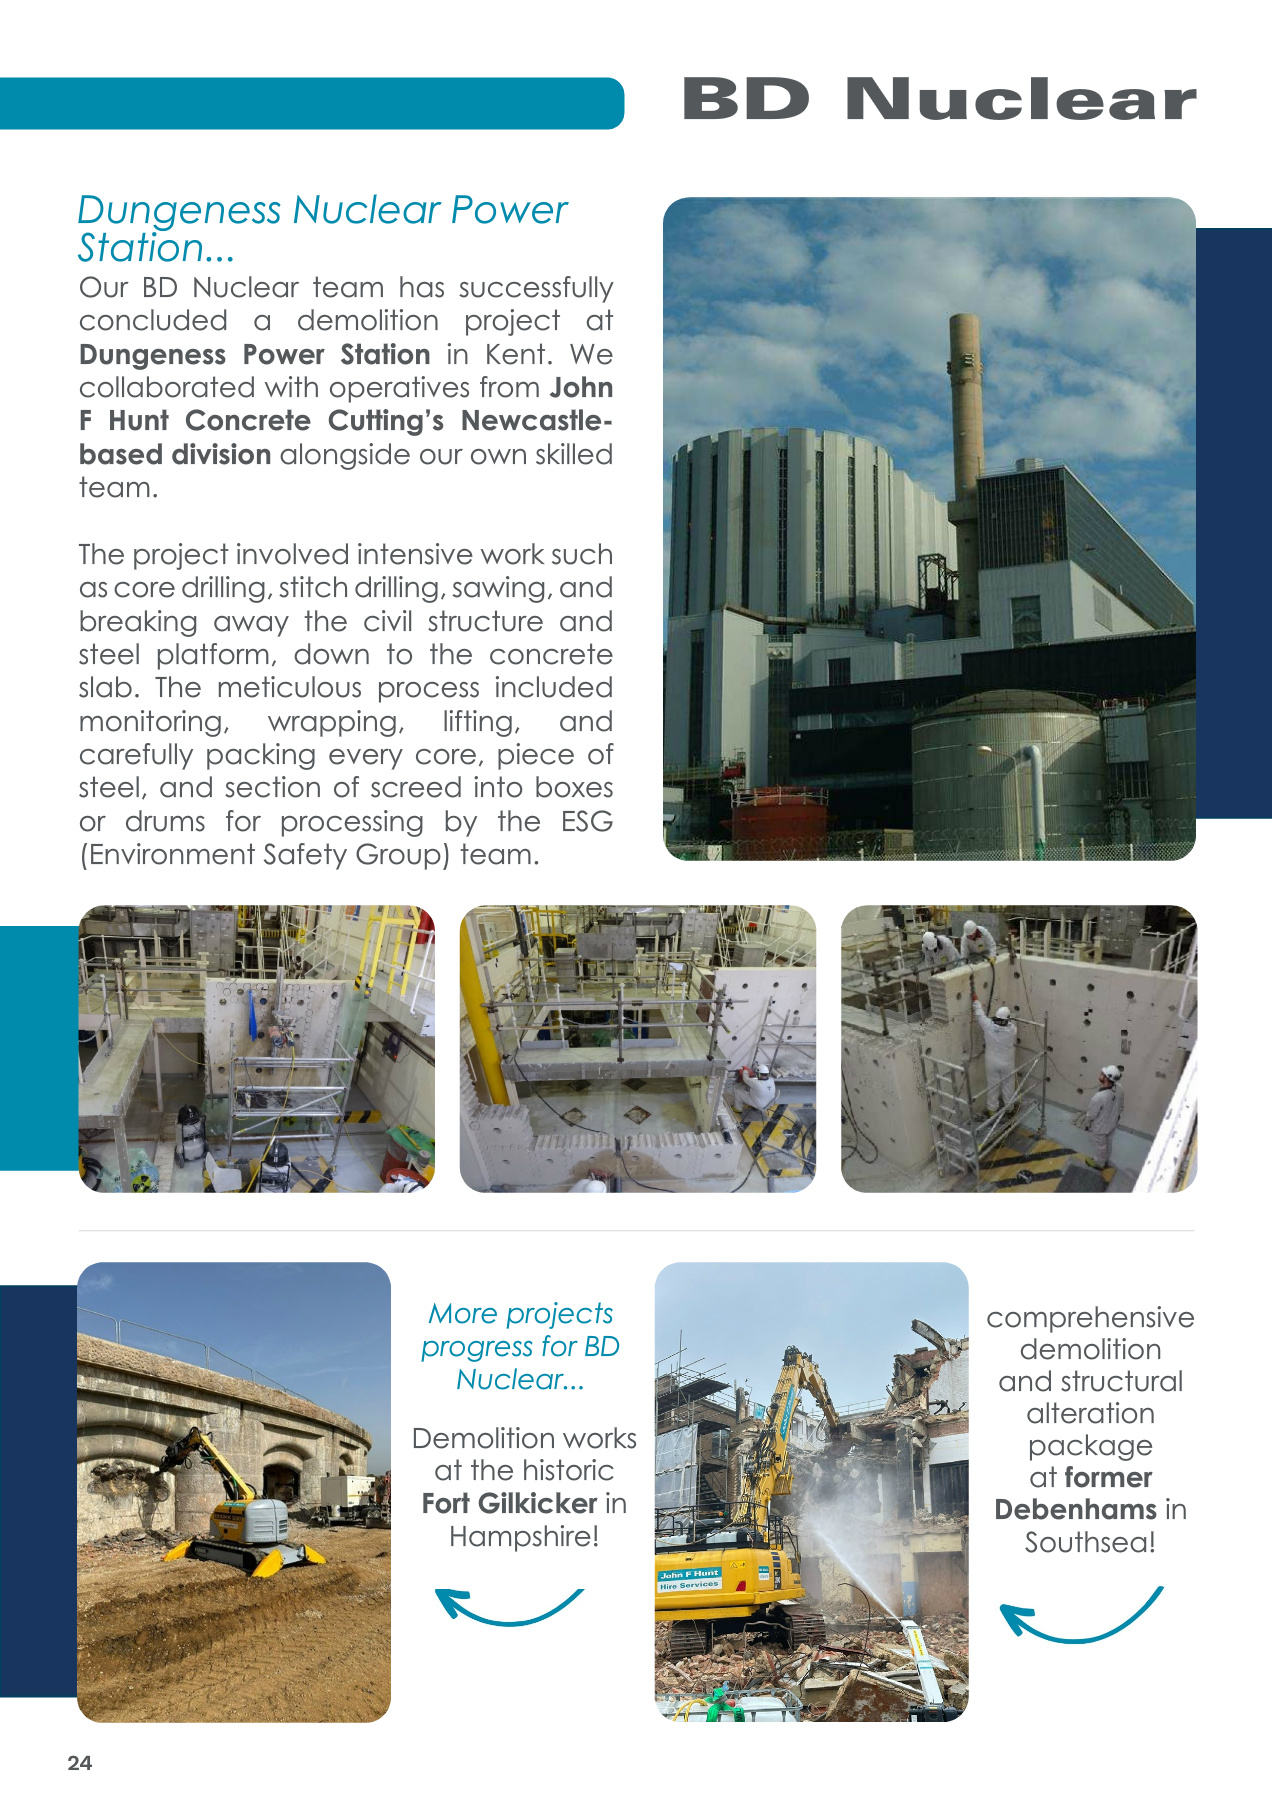 BD Nuclear
Dungeness Nuclear Power
Station...
Our BD Nuclear team has successfully
concluded a demolition project at
Dungeness Power Station in Kent. We
collaborated with operatives from John
F Hunt Concrete Cutting’s Newcastle-
based division alongside our own skilled
team.
The project involved intensive work such
as core drilling, stitch drilling, sawing, and
breaking away the civil structure and
steel platform, down to the concrete
slab. The meticulous process included
monitoring, wrapping, lifting, and
carefully packing every core, piece of
steel, and section of screed into boxes
or drums for processing by the ESG
(Environment Safety Group) team.
More projects
progress for BD
Nuclear...
Demolition works
at the historic
Fort Gilkicker in
Hampshire!
John F Hunt
Hire Services
comprehensive
demolition
and structural
alteration
package
at former
Debenhams in
Southsea!
24